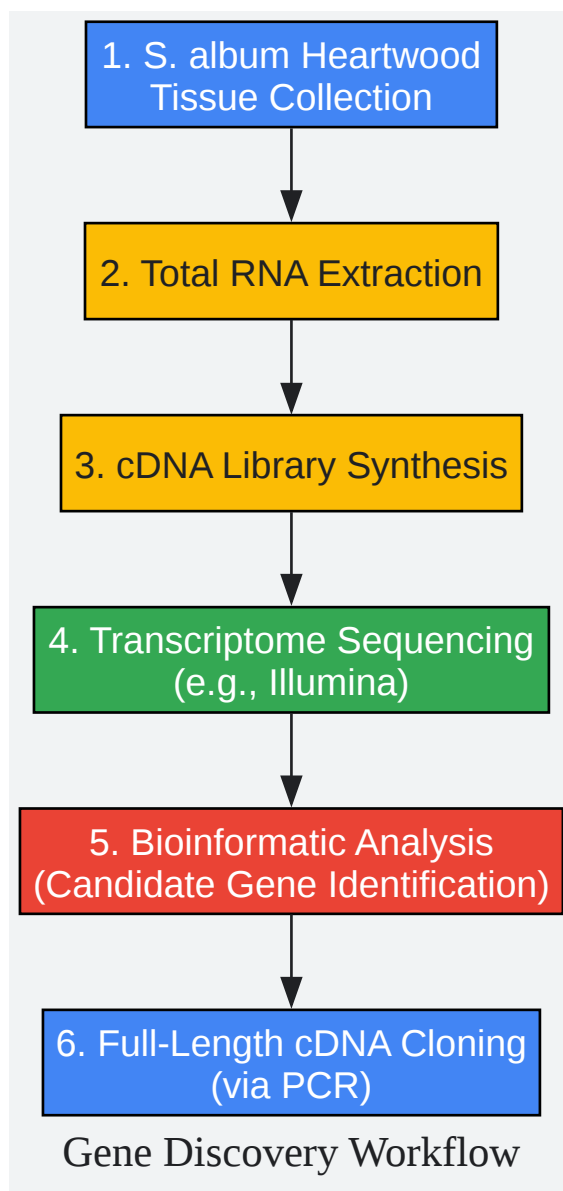 1. S. album Heartwood
Tissue Collection
2. Total RNA Extraction
3. cDNA Library Synthesis
4. Transcriptome Sequencing
(e.g., Illumina)
5. Bioinformatic Analysis
(Candidate Gene Identification)
6. Full-Length cDNA Cloning
(via PCR)
Gene Discovery Workflow